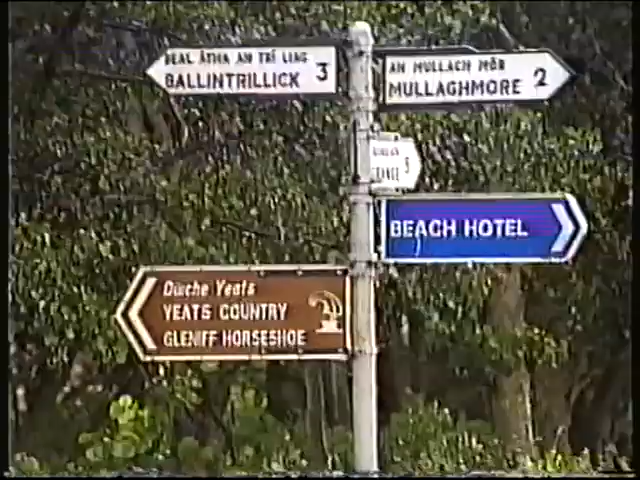 BEAL ÁTHA AN TRÍ LIAG
BALLINTRILLICK 3
AN MULLACH MÓR
MULLAGHMORE 2
5
BEACH HOTEL
Dúiche Yeats
YEATS COUNTRY
GLENIFF HORSESHOE